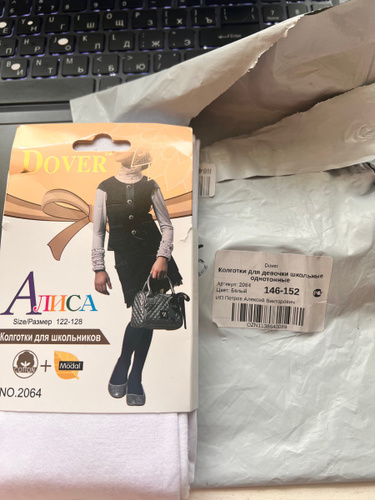 DOVER
АЛИСА
Size/Размер 122-128
Колготки для школьников
COTTON + Modal
NO.2064
Dover
Колготки для девочки школьные
однотонные
Артикул: 2064
Цвет: Белый 146-152
ИП Петров Алексей Викторович